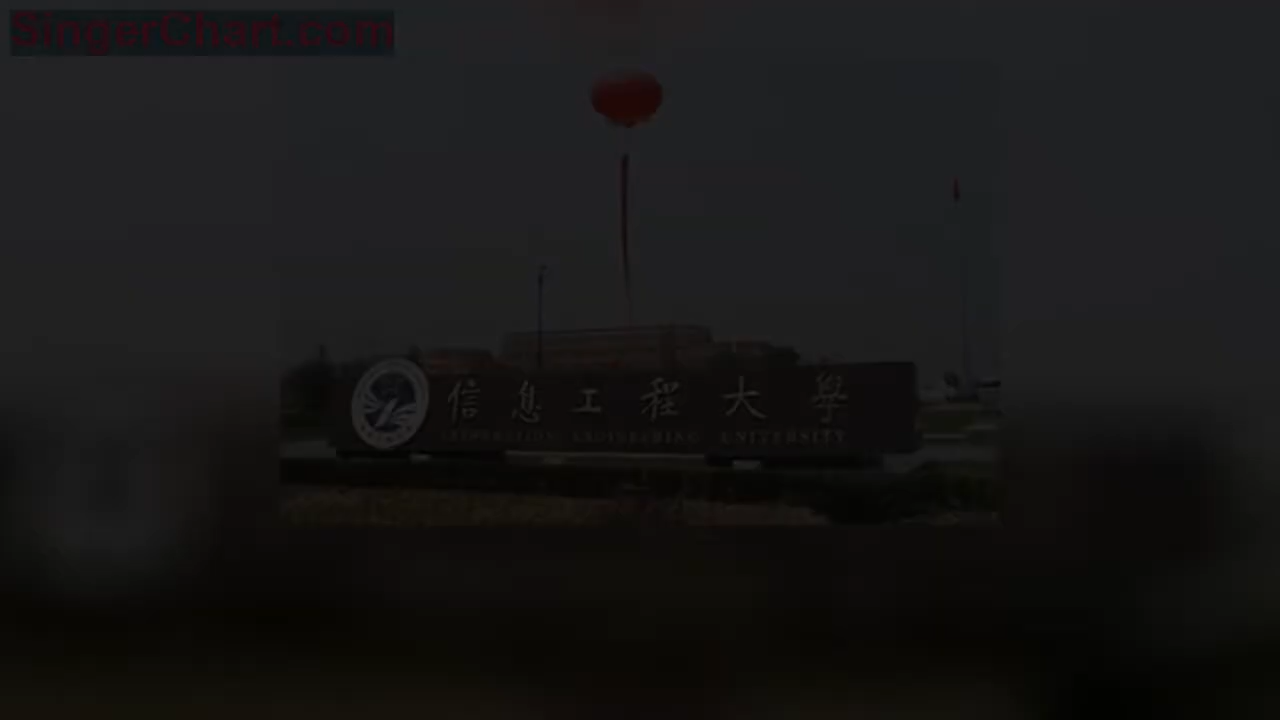 SingerChart.com
信息工程大學
INFORMATION ENGINEERING UNIVERSITY